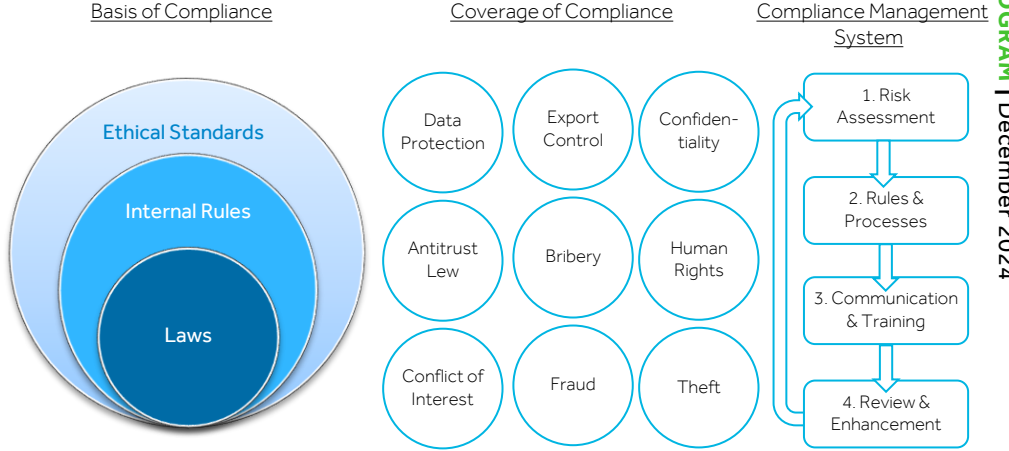 Basis of Compliance
Coverage of Compliance
Compliance Management
System
Ethical Standards
Internal Rules
Laws
Data
Protection
Export
Control
Confiden-
tiality
Antitrust
Lew
Bribery
Human
Rights
Conflict of
Interest
Fraud
Theft
1. Risk
Assessment
2. Rules &
Processes
3. Communication
& Training
4. Review &
Enhancement
OGRAM | December 2024